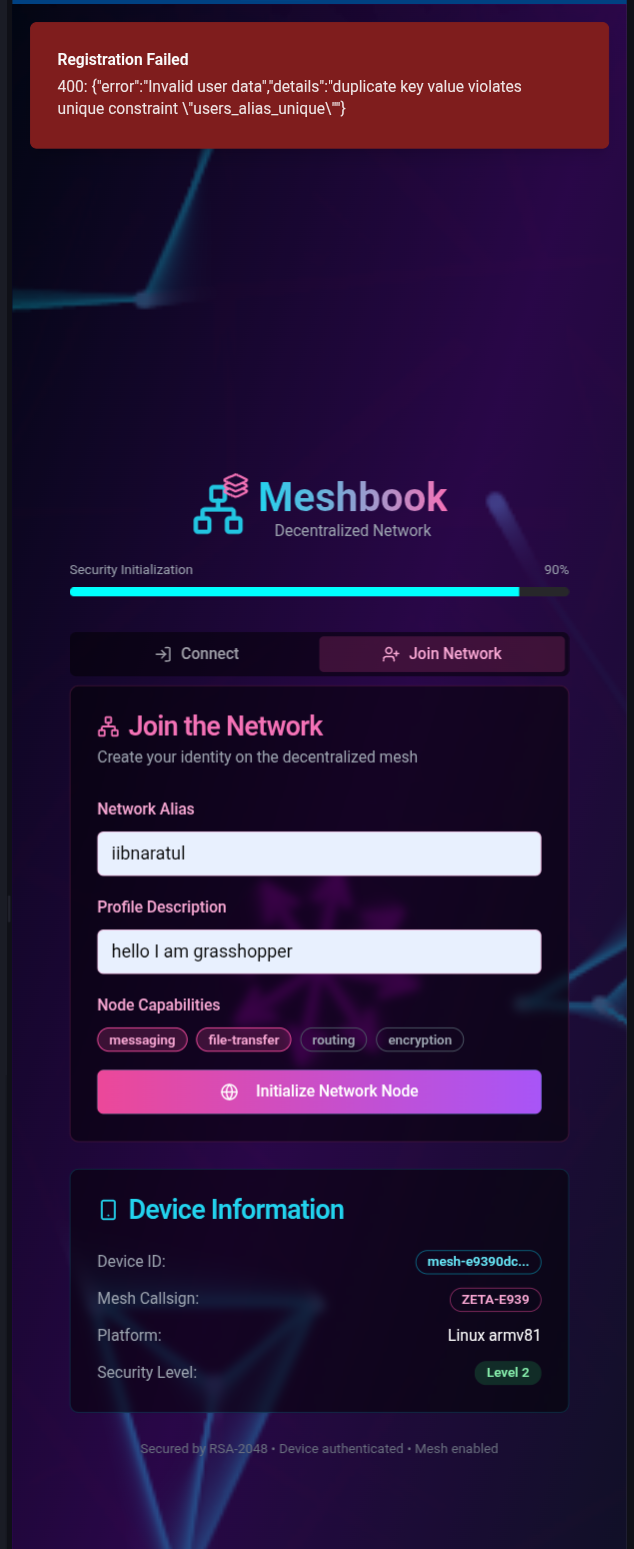 Registration Failed
400: {"error":"Invalid user data","details":"duplicate key value violates
unique constraint \"users_alias_unique\""}
Meshbook
Decentralized Network
Security Initialization 90%
Connect Join Network
Join the Network
Create your identity on the decentralized mesh
Network Alias
iibnaratul
Profile Description
hello I am grasshopper
Node Capabilities
messaging file-transfer routing encryption
Initialize Network Node
Device Information
Device ID: mesh-e9390dc...
Mesh Callsign: ZETA-E939
Platform: Linux armv81
Security Level: Level 2
Secured by RSA-2048 • Device authenticated • Mesh enabled